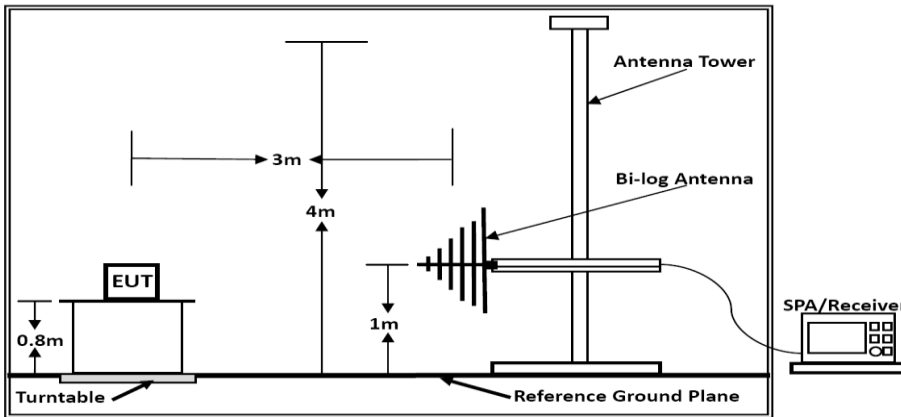 Antenna Tower
3m
Bi-log Antenna
4m
EUT
SPA/Receiver
0.8m
1m
Turntable
Reference Ground Plane